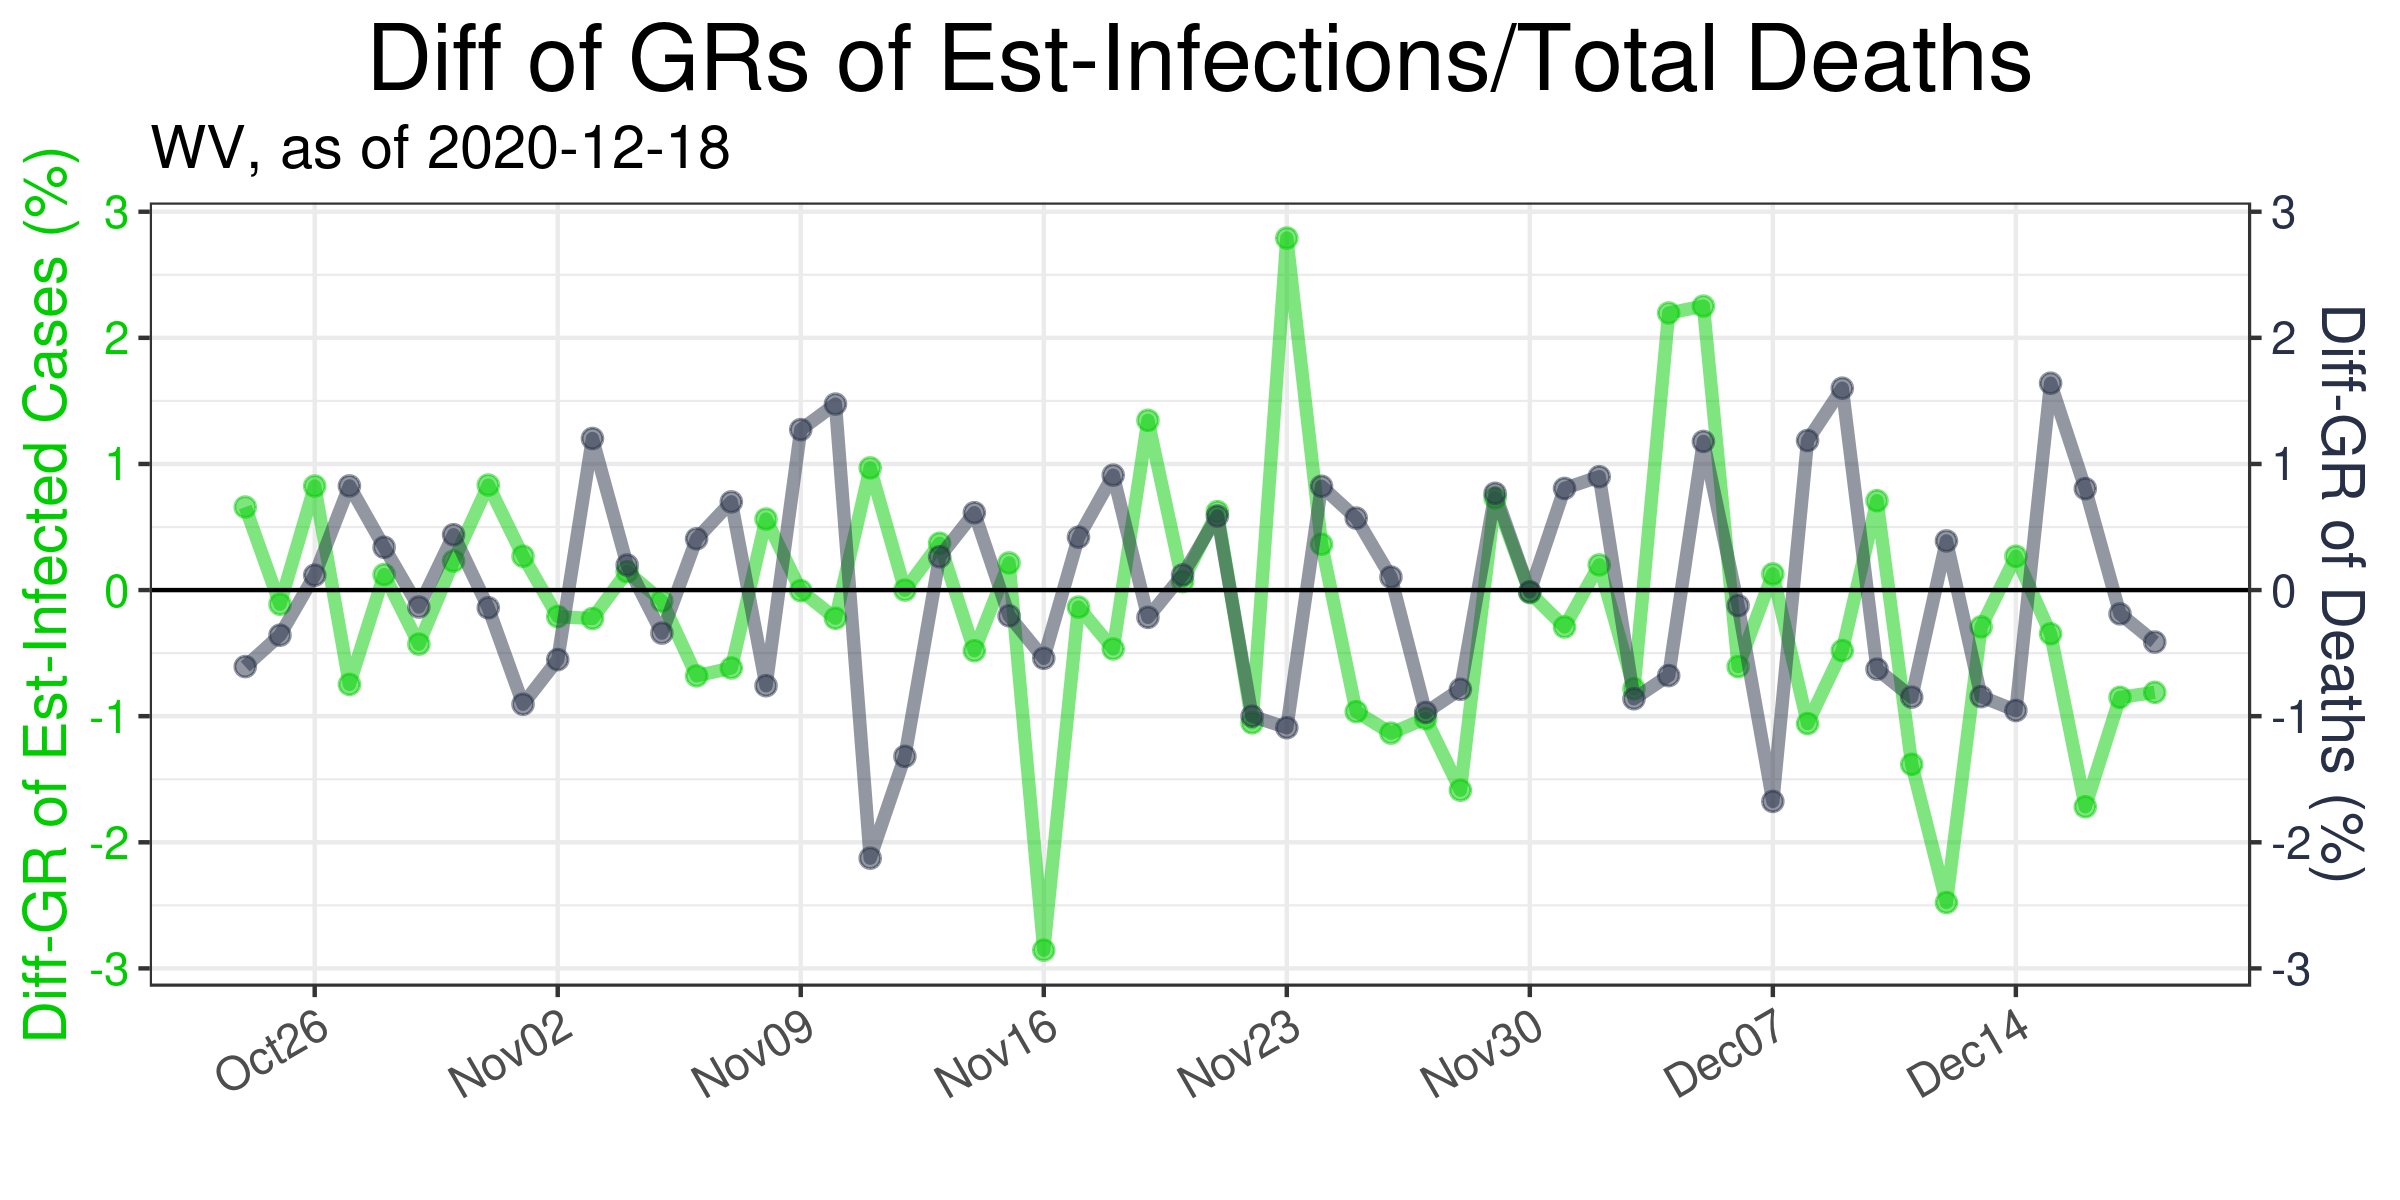 Diff of GRs of Est-Infections/Total Deaths
WV, as of 2020-12-18
Diff-GR of Est-Infected Cases (%)
3
2
1
0
-1
-2
-3
3
2
1
0
-1
-2
-3
Diff-GR of Deaths (%)
Oct26 Nov02 Nov09 Nov16 Nov23 Nov30 Dec07 Dec14